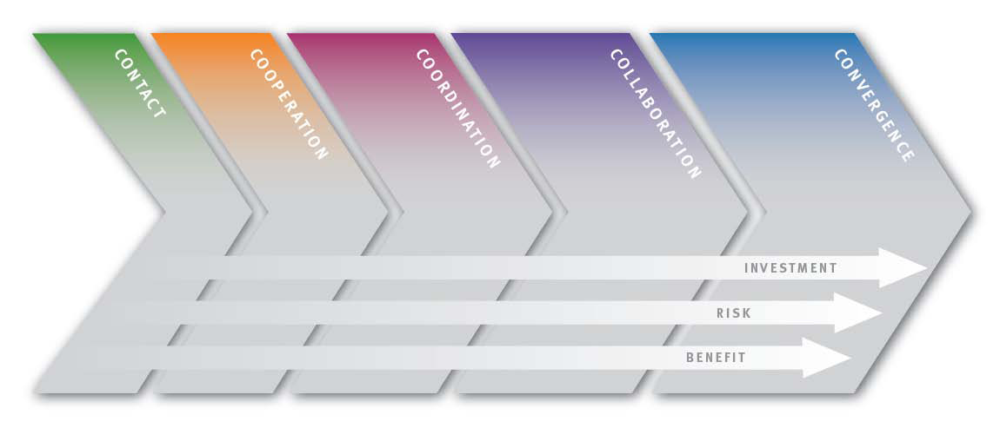 CONTACT
COOPERATION
COORDINATION
COLLABORATION
CONVERGENCE
INVESTMENT
RISK
BENEFIT